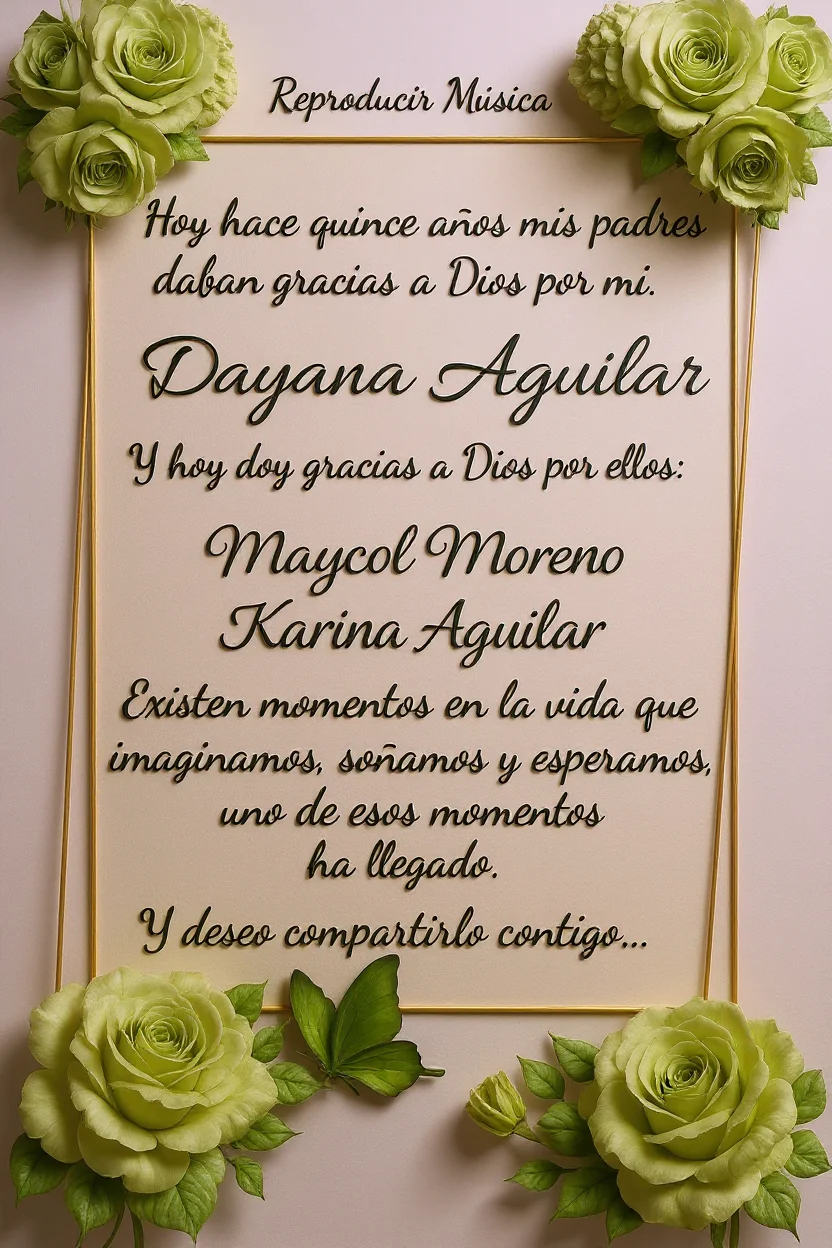 Reproducir Música
Hoy hace quince años mis padres
daban gracias a Dios por mi.
Dayana Aguilar
Y hoy doy gracias a Dios por ellos:
Maycol Moreno
Karina Aguilar
Existen momentos en la vida que
imaginamos, soñamos y esperamos,
uno de esos momentos
ha llegado.
Y deseo compartirlo contigo...